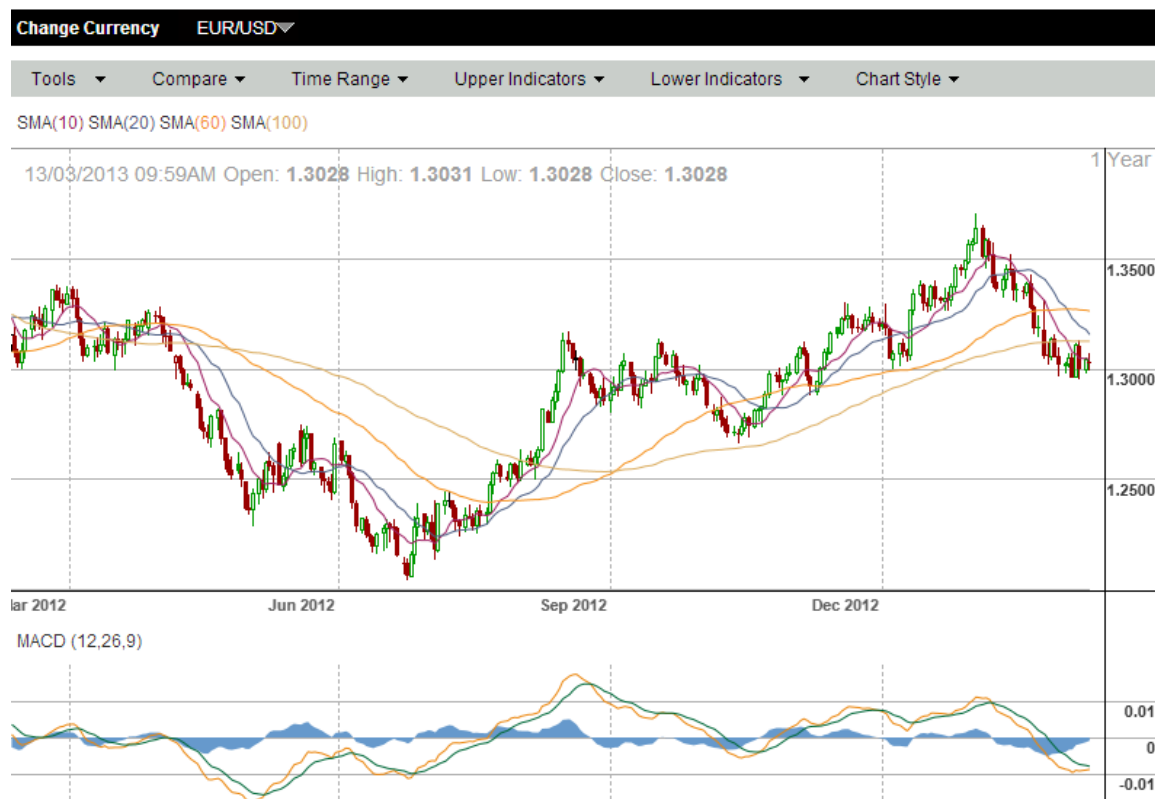 Change Currency EUR/USD
Tools Compare Time Range Upper Indicators Lower Indicators Chart Style
SMA(10) SMA(20) SMA(60) SMA(100)
1 Year
13/03/2013 09:59AM Open: 1.3028 High: 1.3031 Low: 1.3028 Close: 1.3028
1.3500
1.3000
1.2500
ar 2012 Jun 2012 Sep 2012 Dec 2012
MACD (12,26,9)
0.01
0
-0.01